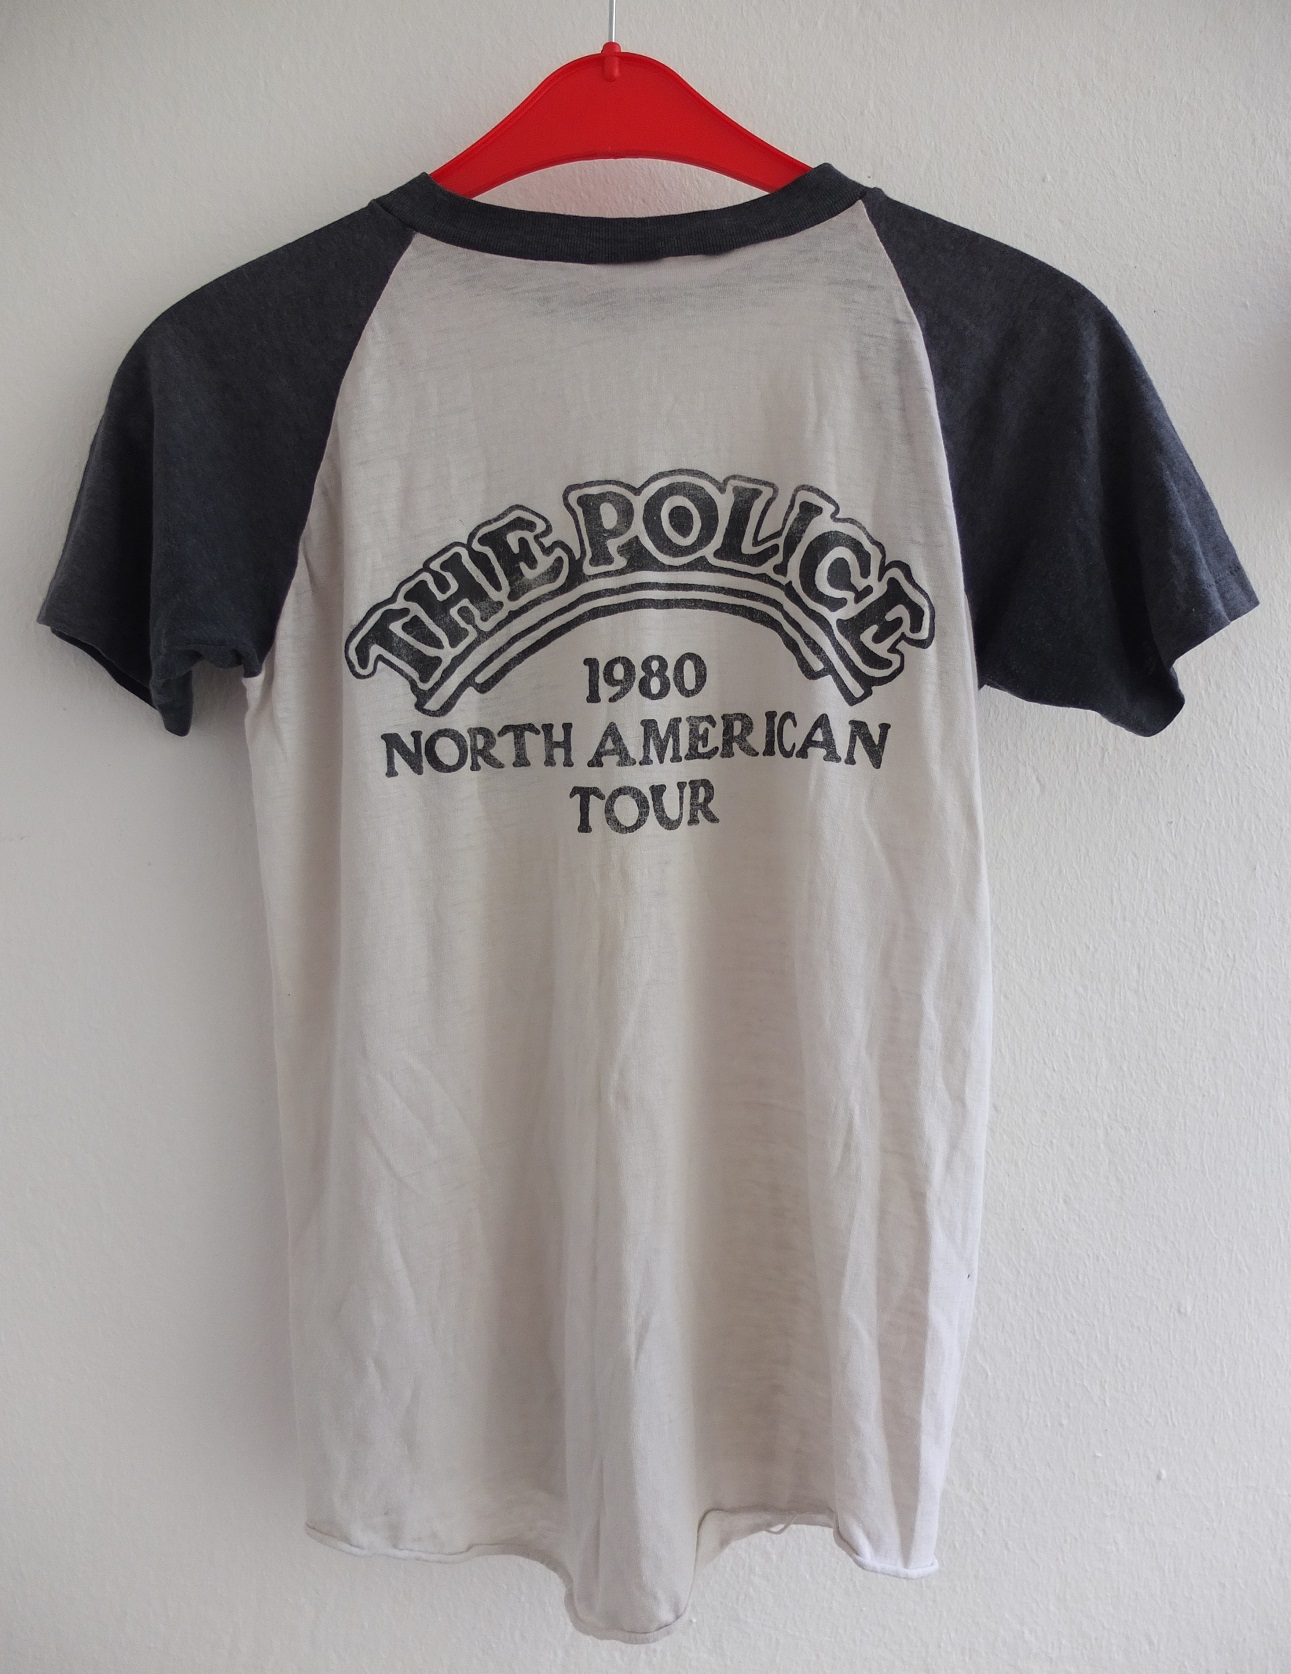 THE POLICE
1980
NORTH AMERICAN
TOUR